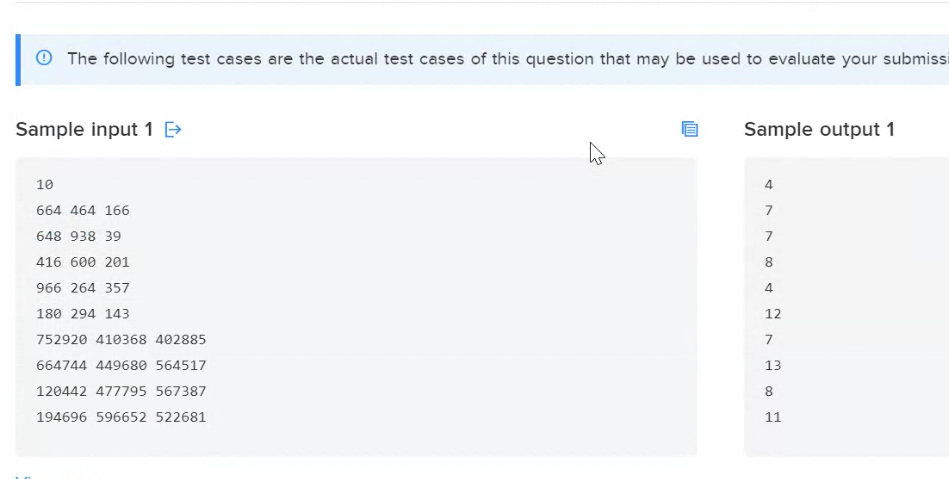 The following test cases are the actual test cases of this question that may be used to evaluate your
Sample input 1
10
664 464 166
648 938 39
416 600 201
966 264 357
180 294 143
752920 410368 402885
664744 449680 564517
120442 477795 567387
194696 596652 522681
Sample output 1
4
7
7
8
4
12
7
13
8
11